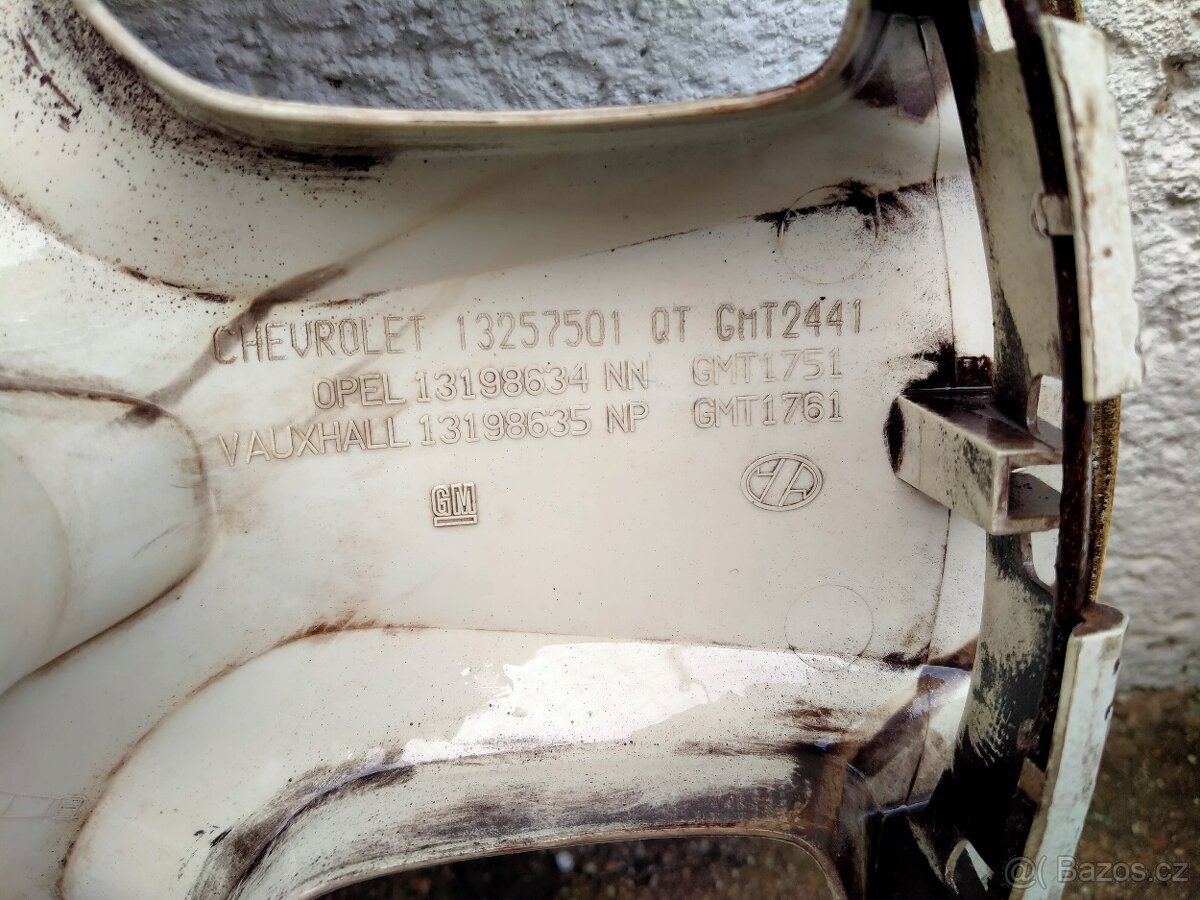 CHEVROLET 13257501 QT GMT2441
OPEL 13198634 NN GMT1751
VAUXHALL 13198635 NP GMT1761
GM
Bazos.cz